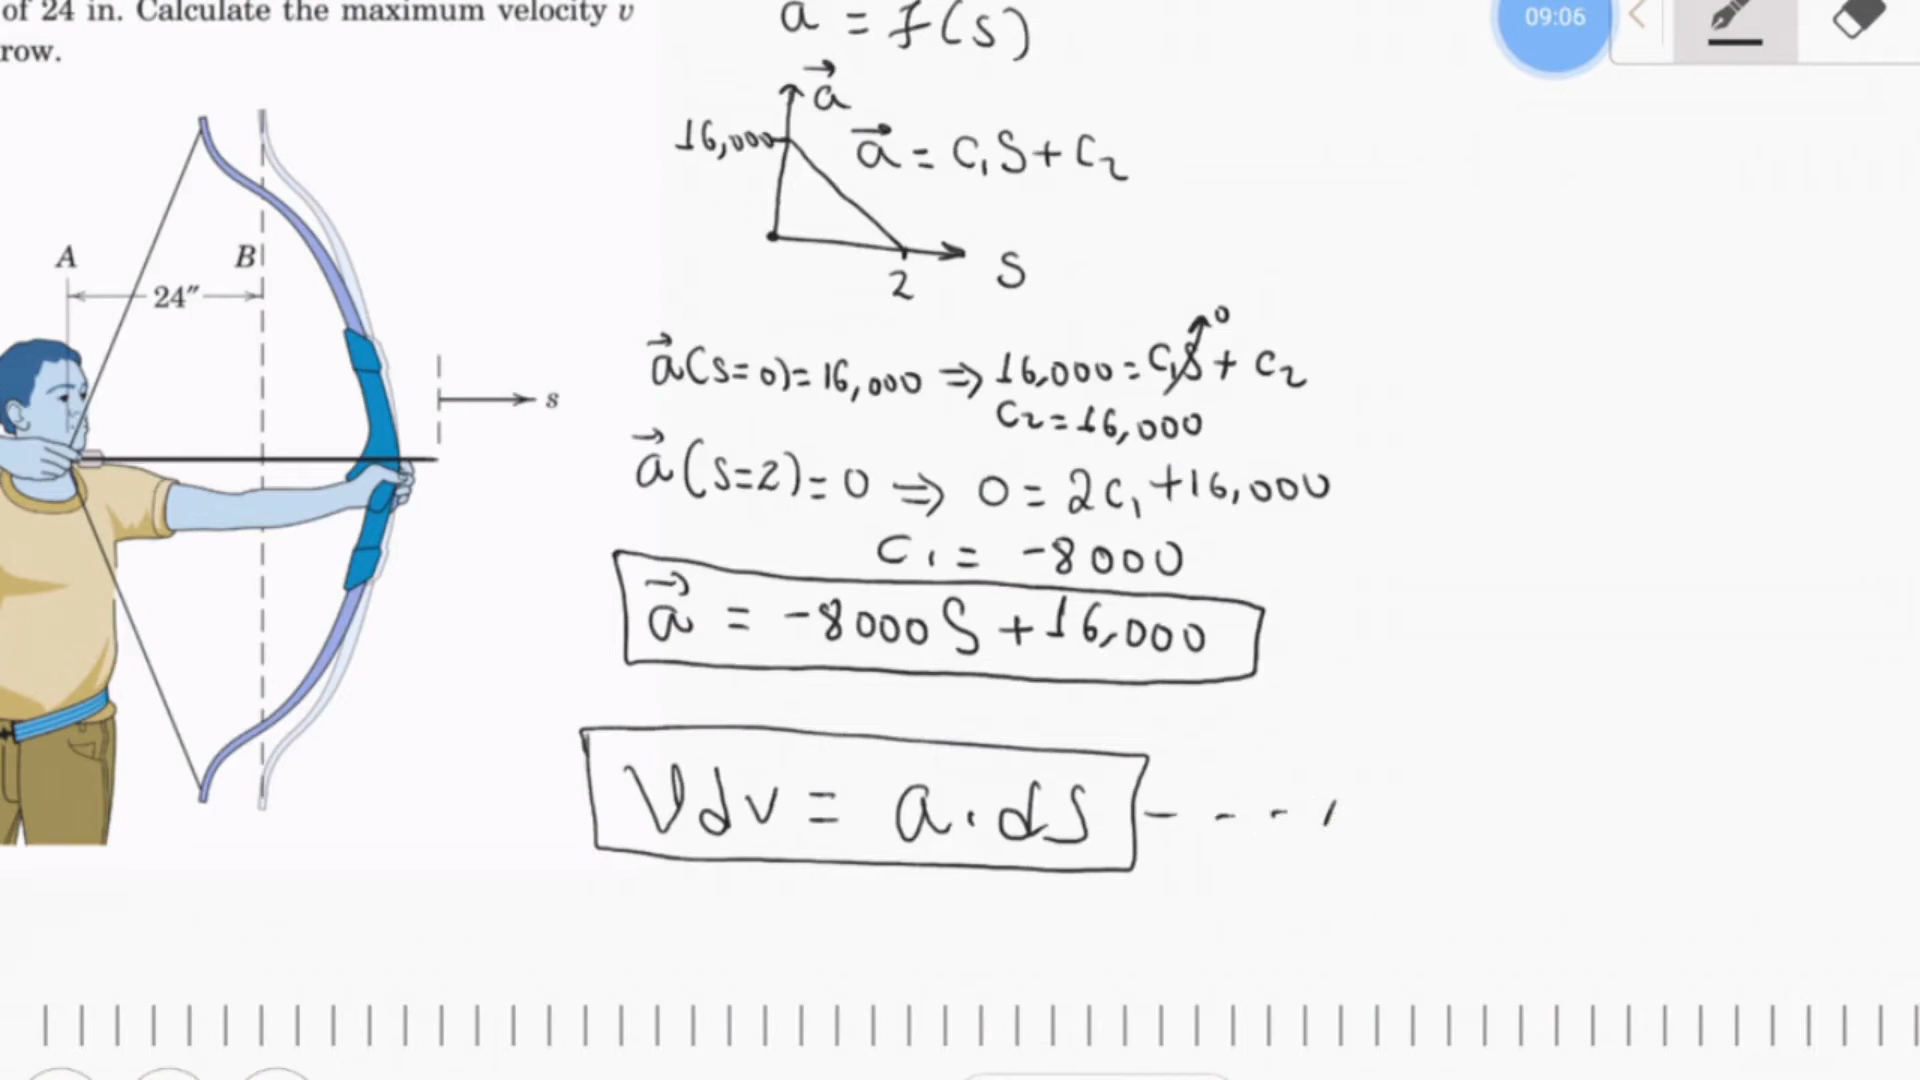 of 24 in. Calculate the maximum velocity v
row.
a = f(s)
09:06
a
16,000
a = C₁S + C₂
S
2
A
B
24″
s
a(s=0) = 16,000 ⇒ 16,000 = C₁S + C₂
0
C₂ = 16,000
a(s=2) = 0 ⇒ 0 = 2C₁ + 16,000
C₁ = -8000
a = -8000S + 16,000
Vdv = a.ds - - - -